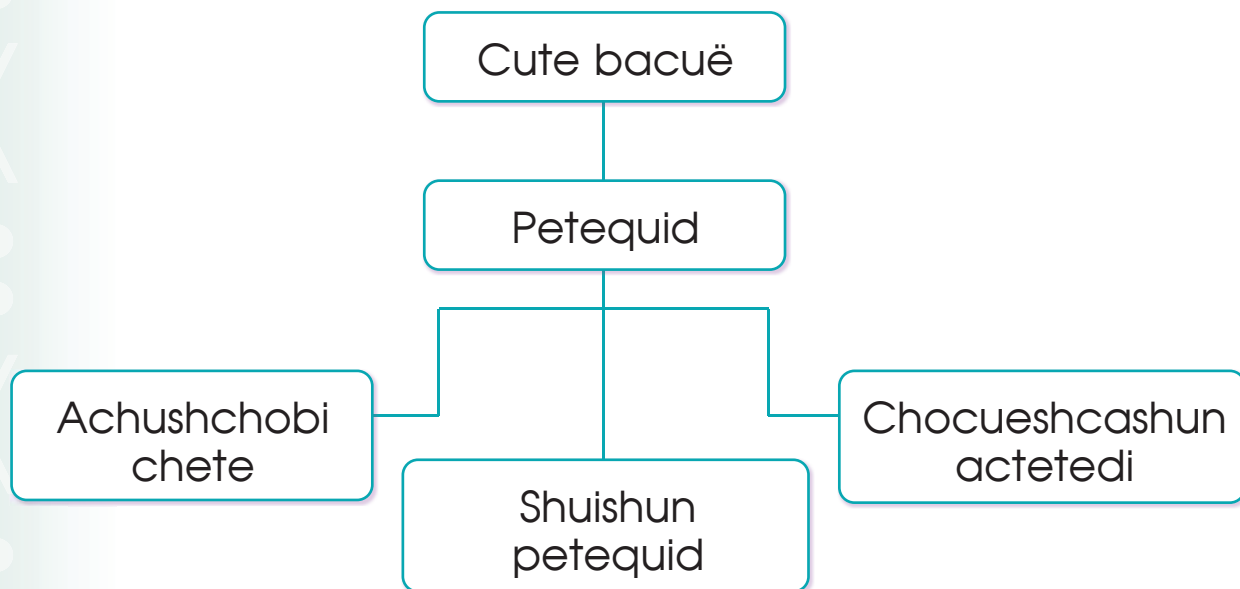 Cute bacuë
Petequid
Achushchobi
chete
Shuishun
petequid
Chocueshcashun
actetedi